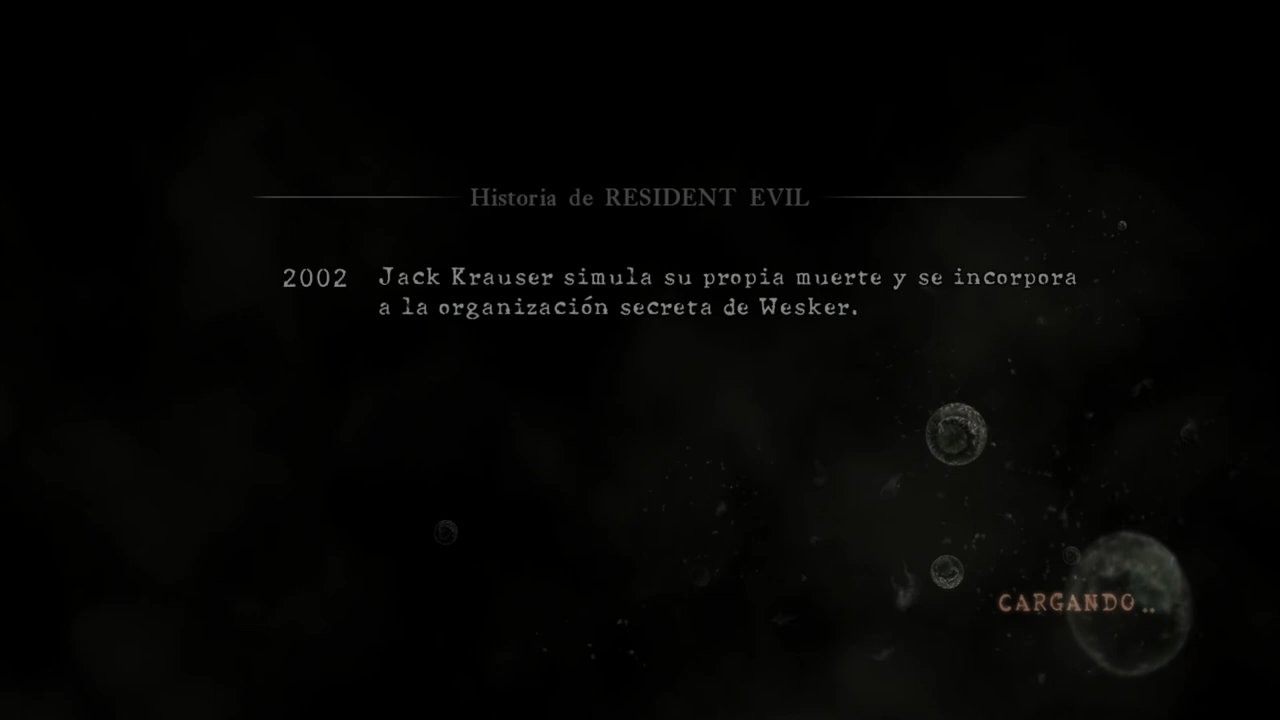 Historia de RESIDENT EVIL
2002 Jack Krauser simula su propia muerte y se incorpora
a la organización secreta de Wesker.
CARGANDO..